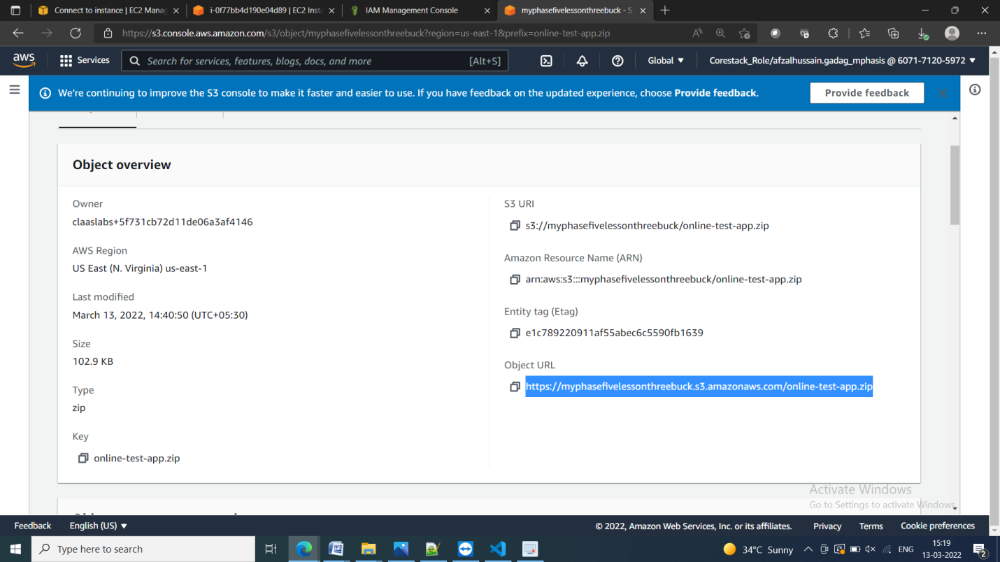 Connect to instance | EC2 Manag
i-0f77bb4d190e04d89 | EC2 Insta
IAM Management Console
myphasefivelessonthreebuck - S
https://s3.console.aws.amazon.com/s3/object/myphasefivelessonthreebuck?region=us-east-1&prefix=online-test-app.zip
aws
Services
Search for services, features, blogs, docs, and more
[Alt+S]
Global
Corestack_Role/afzalhussain.gadag_mphasis @ 6071-7120-5972
We're continuing to improve the S3 console to make it faster and easier to use. If you have feedback on the updated experience, choose Provide feedback.
Provide feedback
Object overview
Owner
claaslabs+5f731cb72d11de06a3af4146
AWS Region
US East (N. Virginia) us-east-1
Last modified
March 13, 2022, 14:40:50 (UTC+05:30)
Size
102.9 KB
Type
zip
Key
online-test-app.zip
S3 URI
s3://myphasefivelessonthreebuck/online-test-app.zip
Amazon Resource Name (ARN)
arn:aws:s3:::myphasefivelessonthreebuck/online-test-app.zip
Entity tag (Etag)
e1c789220911af55abec6c5590fb1639
Object URL
https://myphasefivelessonthreebuck.s3.amazonaws.com/online-test-app.zip
Activate Windows
Go to Settings to activate Windows.
Feedback
English (US)
© 2022, Amazon Web Services, Inc. or its affiliates.
Privacy
Terms
Cookie preferences
Type here to search
34°C Sunny
ENG
15:19
13-03-2022
2